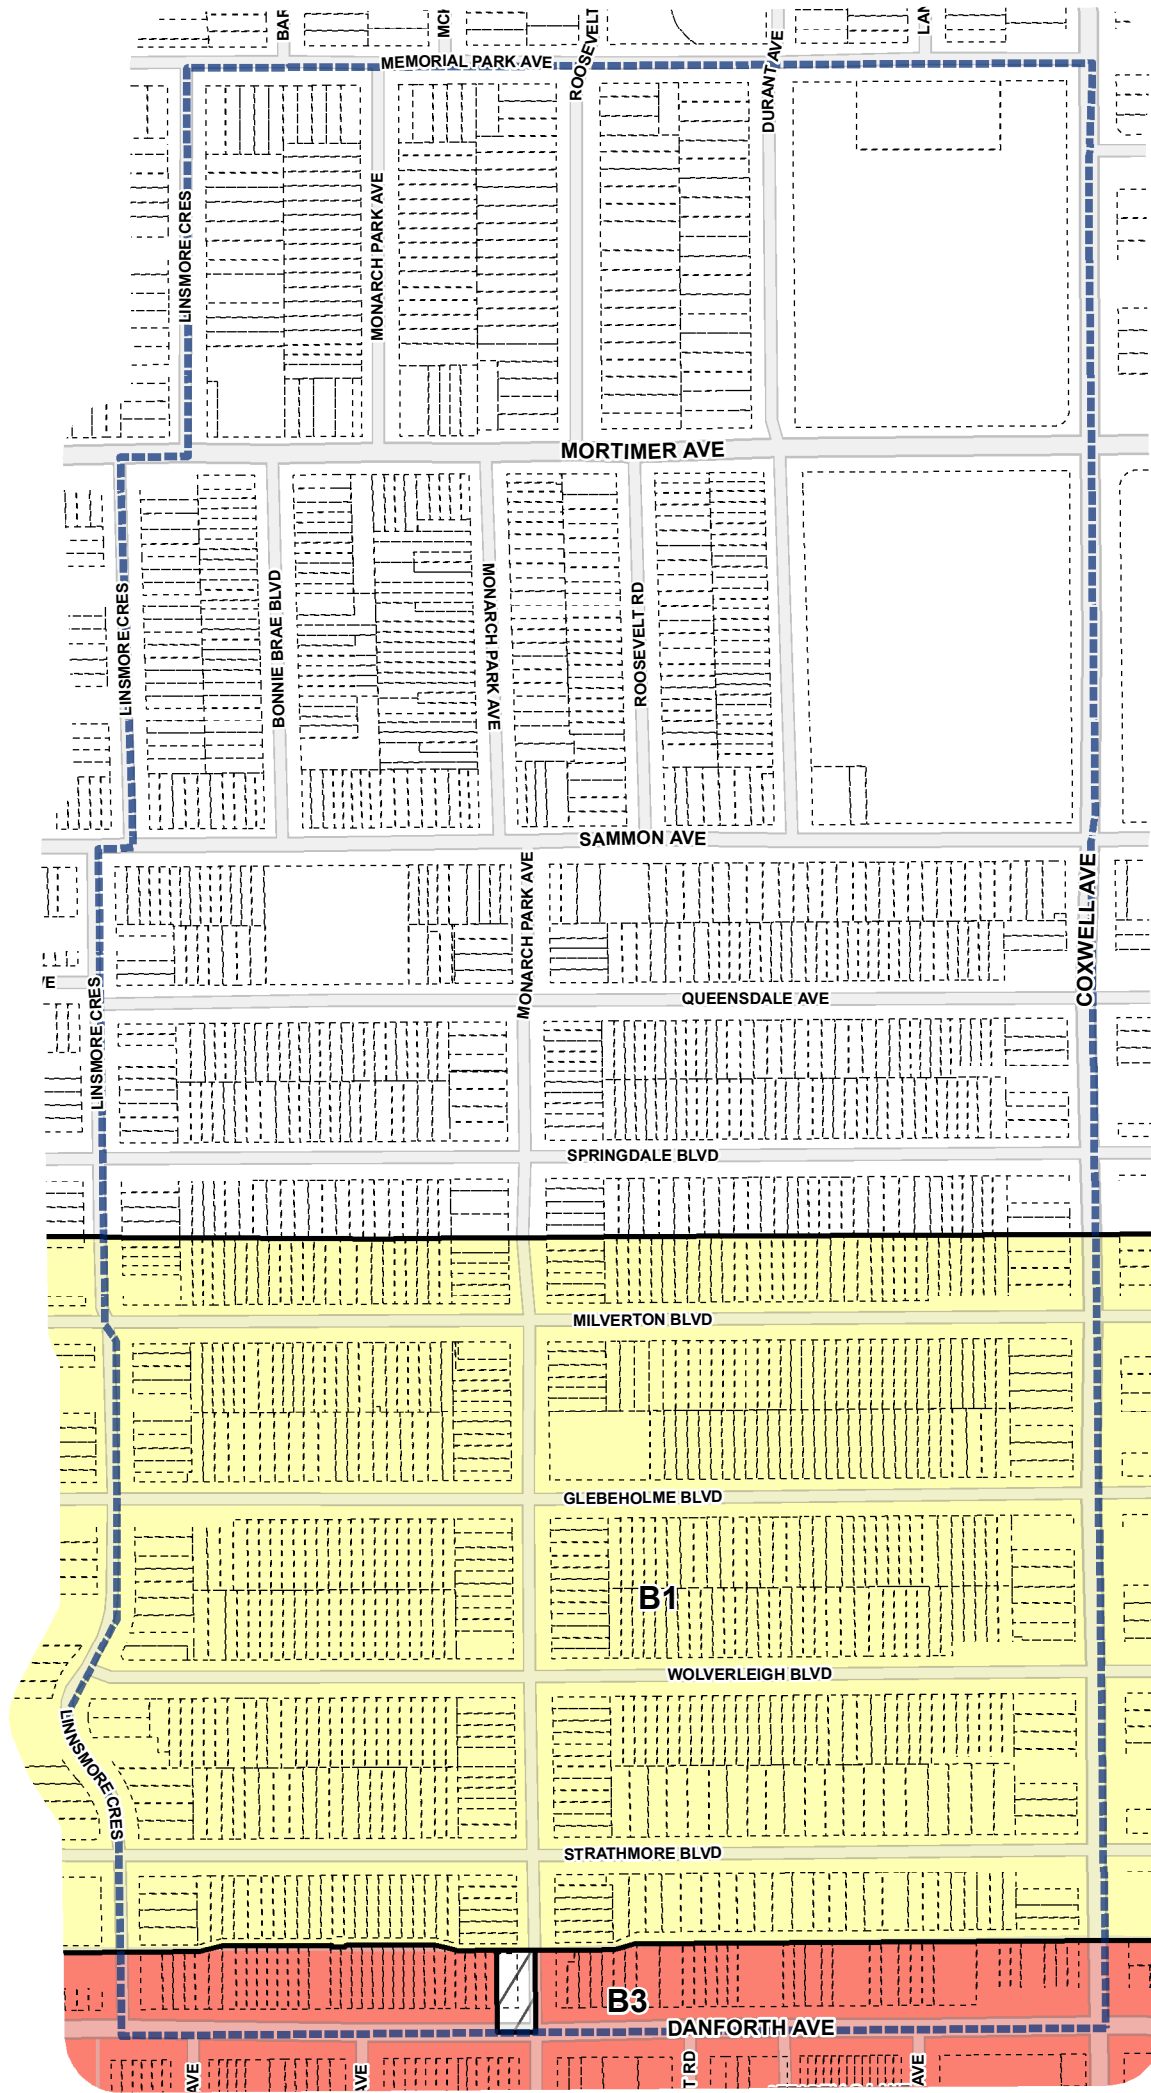 BAR
MCI
ROOSEVELT
LAN
MEMORIAL PARK AVE
DURANT AVE
LINSMORE CRES
MONARCH PARK AVE
MORTIMER AVE
LINSMORE CRES
BONNIE BRAE BLVD
MONARCH PARK AVE
ROOSEVELT RD
SAMMON AVE
MONARCH PARK AVE
COXWELL AVE
VE
LINSMORE CRES
QUEENSDALE AVE
SPRINGDALE BLVD
MILVERTON BLVD
GLEBEHOLME BLVD
B1
WOLVERLEIGH BLVD
LINNSMORE CRES
STRATHMORE BLVD
B3
DANFORTH AVE
AVE
AVE
T RD
AVE